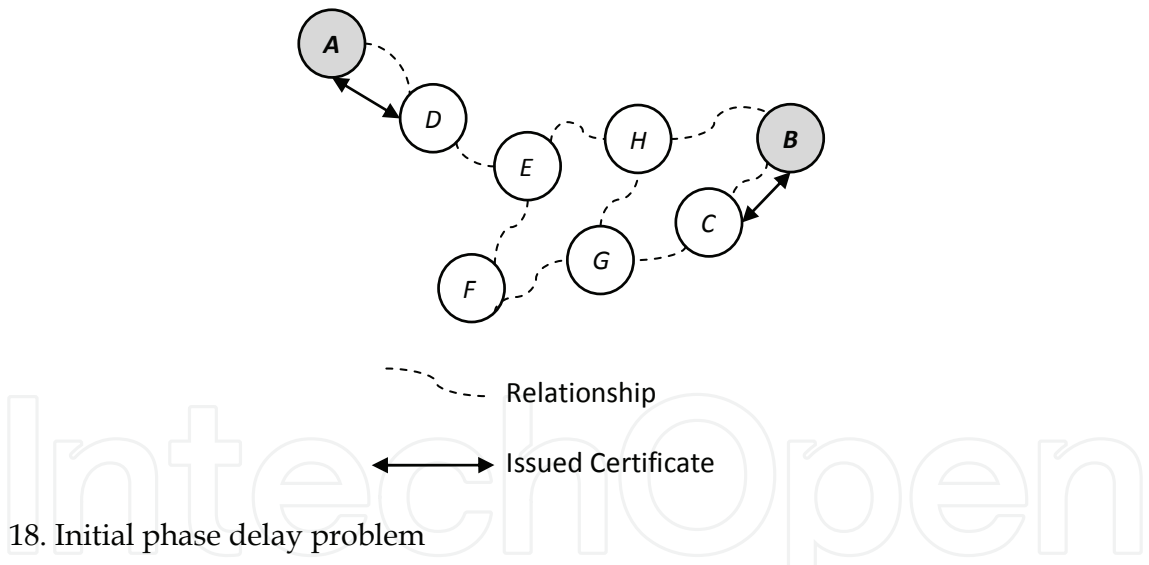 A
D
E
H
B
C
G
F
Relationship
Issued Certificate
IntechOpen
18. Initial phase delay problem